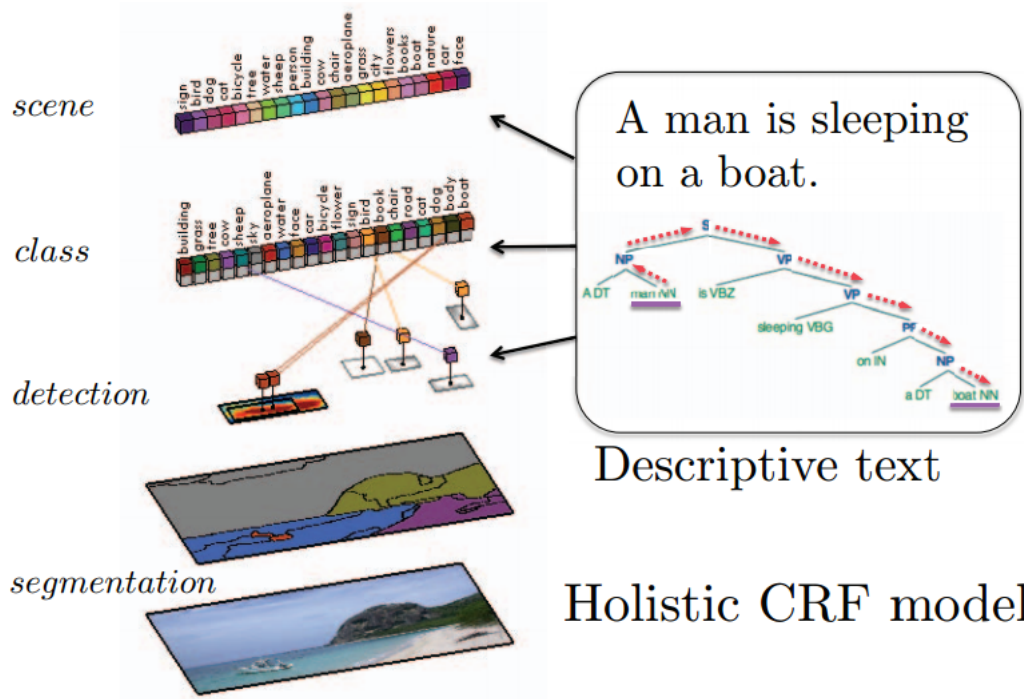 sign
bird
dog
cat
bicycle
tree
water
sheep
person
building
cow
chair
aeroplane
grass
city
flowers
books
boat
nature
car
face
scene
building
grass
tree
cow
sheep
sky
aeroplane
water
face
car
bicycle
flower
sign
bird
book
chair
road
cat
dog
body
boat
class
detection
segmentation
A man is sleeping
on a boat.
S
NP
VP
A DT
man NN
is VBZ
VP
sleeping VBG
PP
on IN
NP
a DT
boat NN
Descriptive text
Holistic CRF model